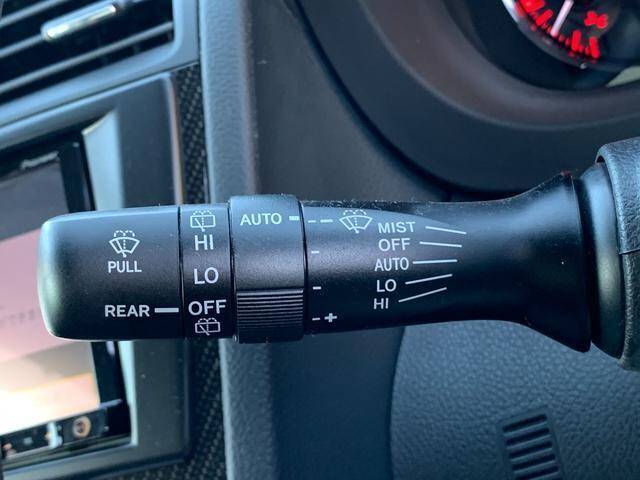 PULL
REAR
HI
LO
OFF
AUTO
- +
MIST
OFF
AUTO
LO
HI